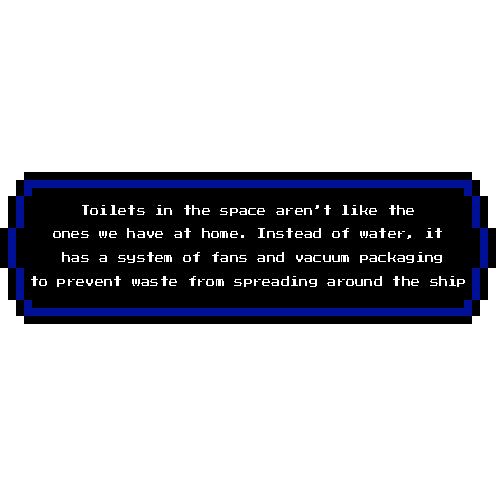 Toilets in the space aren't like the
ones we have at home. Instead of water, it
has a system of fans and vacuum packaging
to prevent waste from spreading around the ship